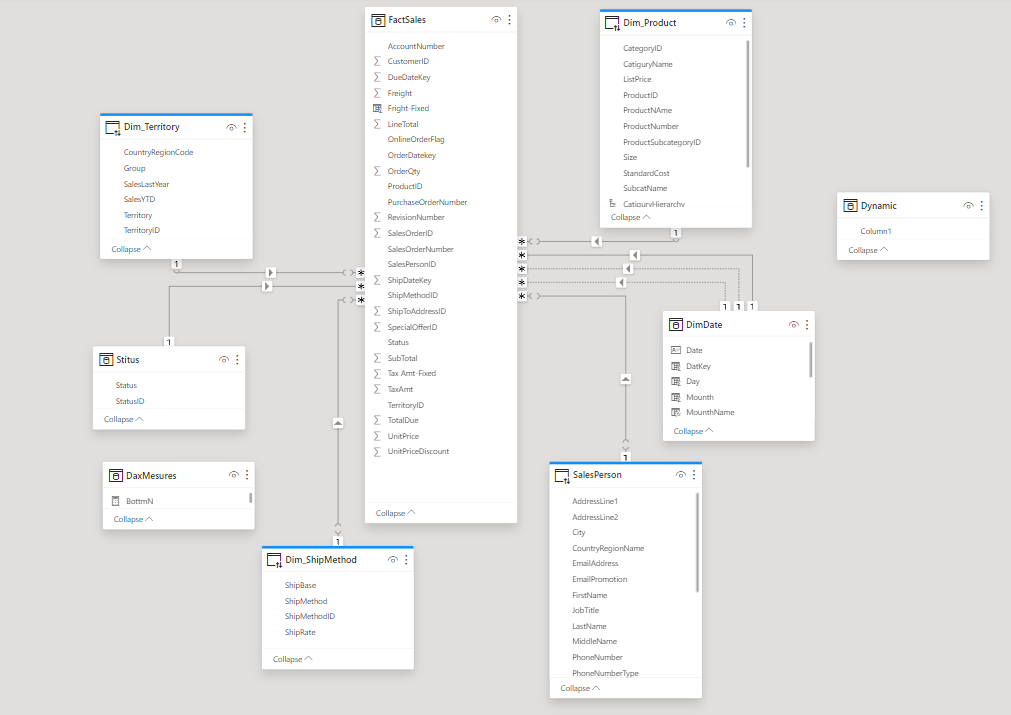 FactSales
AccountNumber
CustomerID
DueDateKey
Freight
Fright-Fixed
LineTotal
OnlineOrderFlag
OrderDatekey
OrderQty
ProductID
PurchaseOrderNumber
RevisionNumber
SalesOrderID
SalesOrderNumber
SalesPersonID
ShipDateKey
ShipMethodID
ShipToAddressID
SpecialOfferID
Status
SubTotal
Tax Amt-Fixed
TaxAmt
TerritoryID
TotalDue
UnitPrice
UnitPriceDiscount
Collapse
Dim_Product
CategoryID
CatiguryName
ListPrice
ProductID
ProductNAme
ProductNumber
ProductSubcategoryID
Size
StandardCost
SubcatName
CatiguryHierarchy
Collapse
Dim_Territory
CountryRegionCode
Group
SalesLastYear
SalesYTD
Territory
TerritoryID
Collapse
Dynamic
Column1
Collapse
1
1
*
*
*
*
*
*
*
*
1
1
1
1
DimDate
Date
DatKey
Day
Mounth
MounthName
Collapse
Stitus
Status
StatusID
Collapse
DaxMesures
BottmN
Collapse
1
Dim_ShipMethod
ShipBase
ShipMethod
ShipMethodID
ShipRate
Collapse
1
SalesPerson
AddressLine1
AddressLine2
City
CountryRegionName
EmailAddress
EmailPromotion
FirstName
JobTitle
LastName
MiddleName
PhoneNumber
PhoneNumberType
Collapse